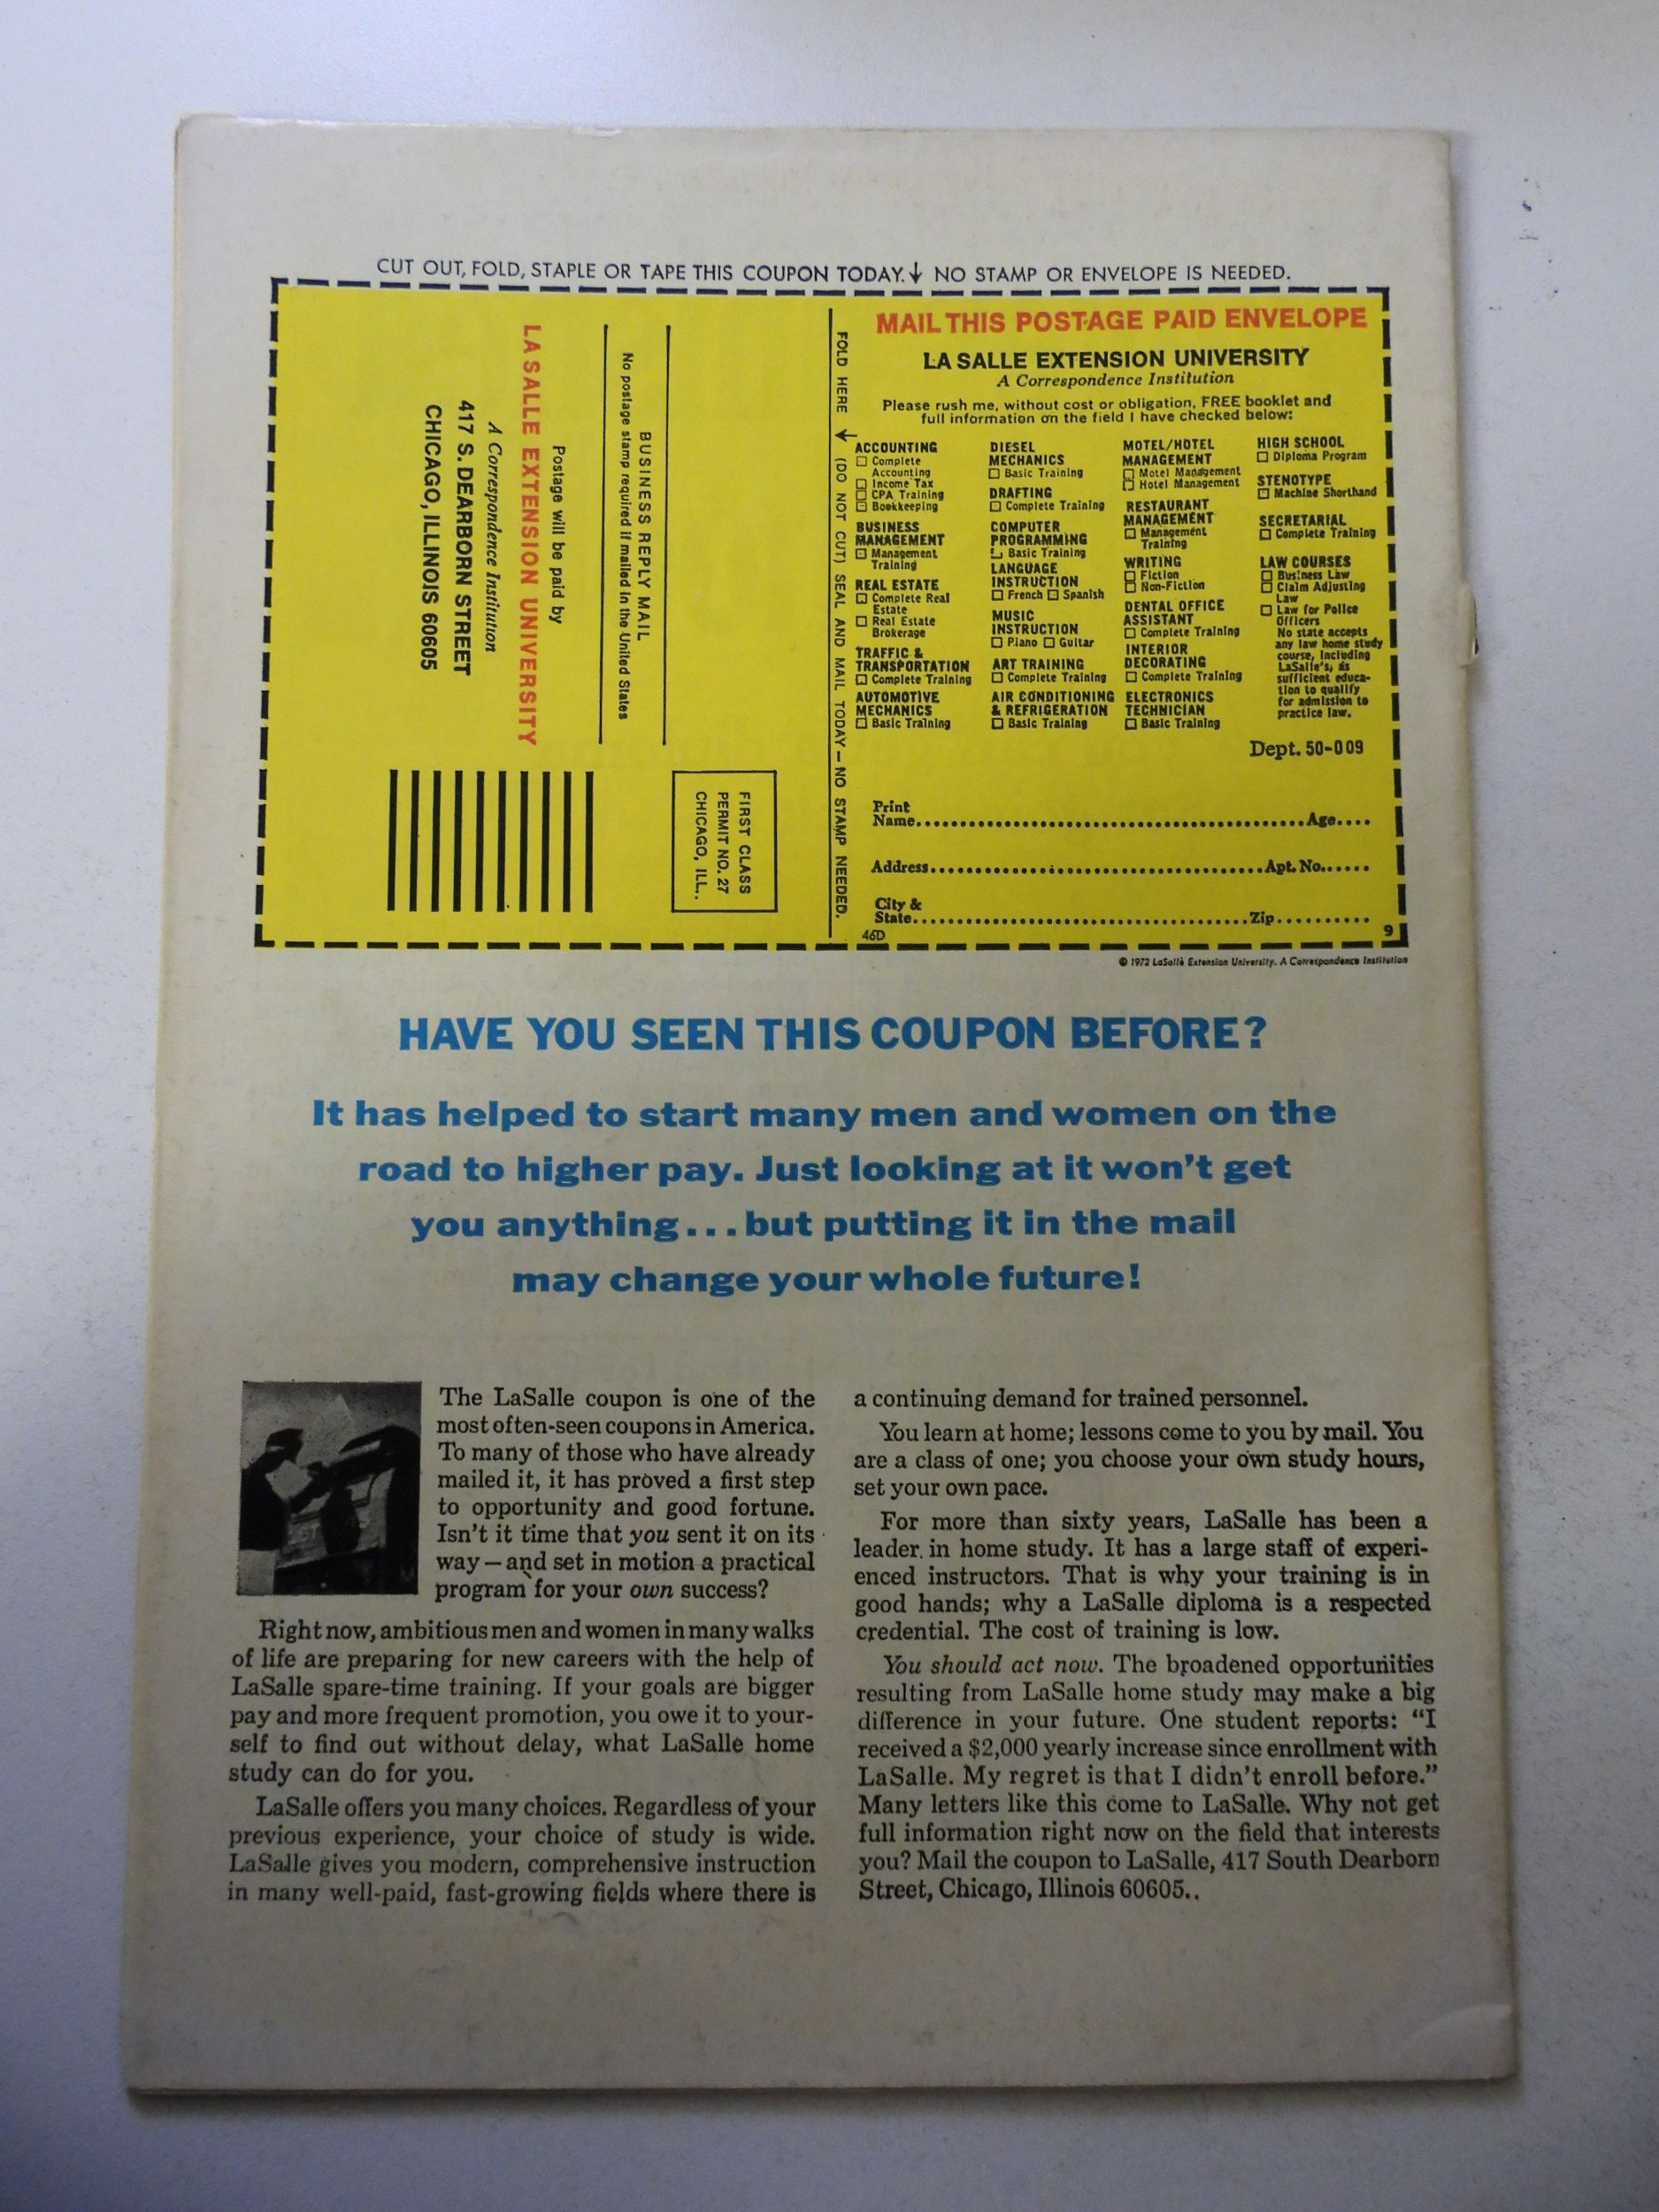 CUT OUT, FOLD, STAPLE OR TAPE THIS COUPON TODAY.↓ NO STAMP OR ENVELOPE IS NEEDED.
BUSINESS REPLY MAIL
No postage stamp required if mailed in the United States
Postage will be paid by
LA SALLE EXTENSION UNIVERSITY
A Correspondence Institution
417 S. DEARBORN STREET
CHICAGO, ILLINOIS 60605
FIRST CLASS
PERMIT NO. 27
CHICAGO, ILL.
FOLD HERE ↓ (DO NOT CUT) SEAL AND MAIL TODAY — NO STAMP NEEDED.
MAIL THIS POSTAGE PAID ENVELOPE
LA SALLE EXTENSION UNIVERSITY
A Correspondence Institution
Please rush me, without cost or obligation, FREE booklet and
full information on the field I have checked below:
ACCOUNTING
☐ Complete
Accounting
☐ Income Tax
☐ CPA Training
☐ Bookkeeping
BUSINESS
MANAGEMENT
☐ Management
Training
REAL ESTATE
☐ Complete Real
Estate
☐ Real Estate
Brokerage
TRAFFIC &
TRANSPORTATION
☐ Complete Training
AUTOMOTIVE
MECHANICS
☐ Basic Training
DIESEL
MECHANICS
☐ Basic Training
DRAFTING
☐ Complete Training
COMPUTER
PROGRAMMING
☐ Basic Training
LANGUAGE
INSTRUCTION
☐ French ☐ Spanish
MUSIC
INSTRUCTION
☐ Piano ☐ Guitar
ART TRAINING
☐ Complete Training
AIR CONDITIONING
& REFRIGERATION
☐ Basic Training
MOTEL/HOTEL
MANAGEMENT
☐ Motel Management
☐ Hotel Management
RESTAURANT
MANAGEMENT
☐ Management
Training
WRITING
☐ Fiction
☐ Non-Fiction
DENTAL OFFICE
ASSISTANT
☐ Complete Training
INTERIOR
DECORATING
☐ Complete Training
ELECTRONICS
TECHNICIAN
☐ Basic Training
HIGH SCHOOL
☐ Diploma Program
STENOTYPE
☐ Machine Shorthand
SECRETARIAL
☐ Complete Training
LAW COURSES
☐ Business Law
☐ Claim Adjusting
Law
☐ Law for Police
Officers
No state accepts
any law home study
course, including
LaSalle's, as
sufficient educa-
tion to qualify
for admission to
practice law.
Dept. 50-009
Print
Name.............................................Age....
Address......................................Apt. No......
City &
State......................................Zip..........
46D 9
© 1972 LaSalle Extension University. A Correspondence Institution
HAVE YOU SEEN THIS COUPON BEFORE?
It has helped to start many men and women on the
road to higher pay. Just looking at it won't get
you anything...but putting it in the mail
may change your whole future!
The LaSalle coupon is one of the
most often-seen coupons in America.
To many of those who have already
mailed it, it has proved a first step
to opportunity and good fortune.
Isn't it time that you sent it on its
way—and set in motion a practical
program for your own success?
Right now, ambitious men and women in many walks
of life are preparing for new careers with the help of
LaSalle spare-time training. If your goals are bigger
pay and more frequent promotion, you owe it to your-
self to find out without delay, what LaSalle home
study can do for you.
LaSalle offers you many choices. Regardless of your
previous experience, your choice of study is wide.
LaSalle gives you modern, comprehensive instruction
in many well-paid, fast-growing fields where there is
a continuing demand for trained personnel.
You learn at home; lessons come to you by mail. You
are a class of one; you choose your own study hours,
set your own pace.
For more than sixty years, LaSalle has been a
leader in home study. It has a large staff of experi-
enced instructors. That is why your training is in
good hands; why a LaSalle diploma is a respected
credential. The cost of training is low.
You should act now. The broadened opportunities
resulting from LaSalle home study may make a big
difference in your future. One student reports: "I
received a $2,000 yearly increase since enrollment with
LaSalle. My regret is that I didn't enroll before."
Many letters like this come to LaSalle. Why not get
full information right now on the field that interests
you? Mail the coupon to LaSalle, 417 South Dearborn
Street, Chicago, Illinois 60605..